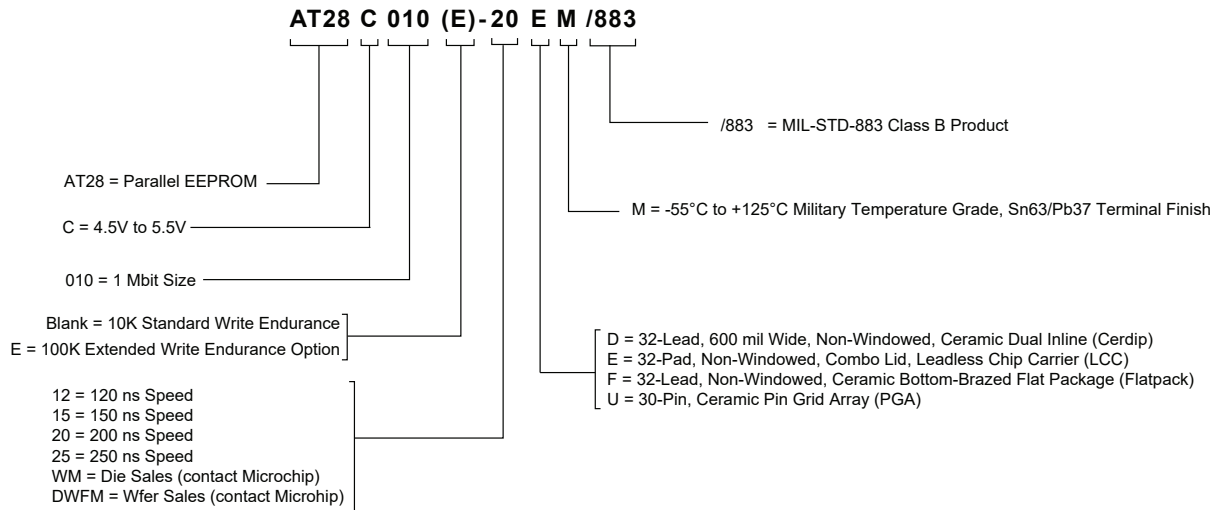 AT28 C 010 (E)-20 E M /883
/883 = MIL-STD-883 Class B Product
AT28 = Parallel EEPROM
M = -55°C to +125°C Military Temperature Grade, Sn63/Pb37 Terminal Finish
C = 4.5V to 5.5V
010 = 1 Mbit Size
Blank = 10K Standard Write Endurance
E = 100K Extended Write Endurance Option
D = 32-Lead, 600 mil Wide, Non-Windowed, Ceramic Dual Inline (Cerdip)
E = 32-Pad, Non-Windowed, Combo Lid, Leadless Chip Carrier (LCC)
F = 32-Lead, Non-Windowed, Ceramic Bottom-Brazed Flat Package (Flatpack)
U = 30-Pin, Ceramic Pin Grid Array (PGA)
12 = 120 ns Speed
15 = 150 ns Speed
20 = 200 ns Speed
25 = 250 ns Speed
WM = Die Sales (contact Microchip)
DWFM = Wfer Sales (contact Microhip)